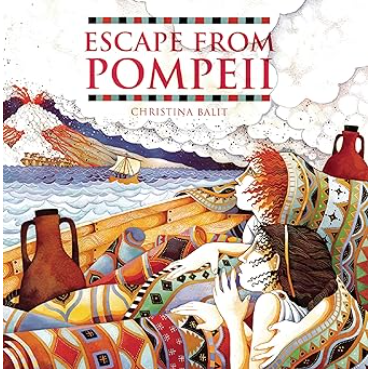 ESCAPE FROM
POMPEII
CHRISTINA BALIT